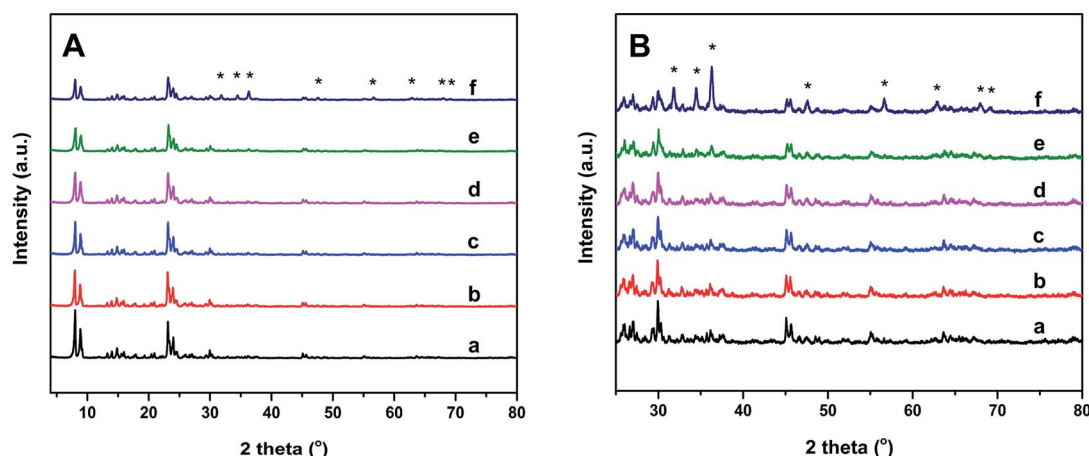 A
* * * * * * * *
f
e
d
c
b
a
Intensity (a.u.)
10 20 30 40 50 60 70 80
2 theta (°)
B
* * * * * * * *
f
e
d
c
b
a
Intensity (a.u.)
30 40 50 60 70 80
2 theta (°)